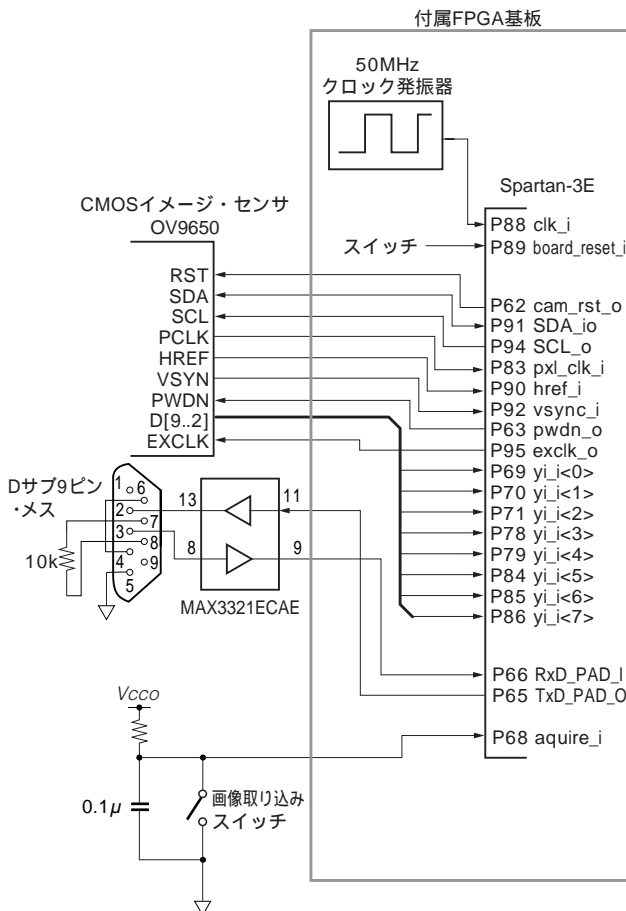 付属FPGA基板
50MHz
クロック発振器
Spartan-3E
CMOSイメージ・センサ
OV9650
P88 clk_i
スイッチ
P89 board_reset_i
RST
P62 cam_rst_o
SDA
P91 SDA_io
SCL
P94 SCL_o
PCLK
P83 pxl_clk_i
HREF
P90 href_i
VSYN
P92 vsync_i
PWDN
P63 pwdn_o
D[9..2]
EXCLK
P95 exclk_o
P69 yi_i<0>
P70 yi_i<1>
P71 yi_i<2>
P78 yi_i<3>
P79 yi_i<4>
P84 yi_i<5>
P85 yi_i<6>
P86 yi_i<7>
Dサブ9ピン
・メス
1
6
2
7
3
8
4
9
5
10k
13
11
8
9
MAX3321ECAE
P66 RxD_PAD_I
P65 TxD_PAD_O
Vcco
P68 aquire_i
0.1μ
画像取り込み
スイッチ